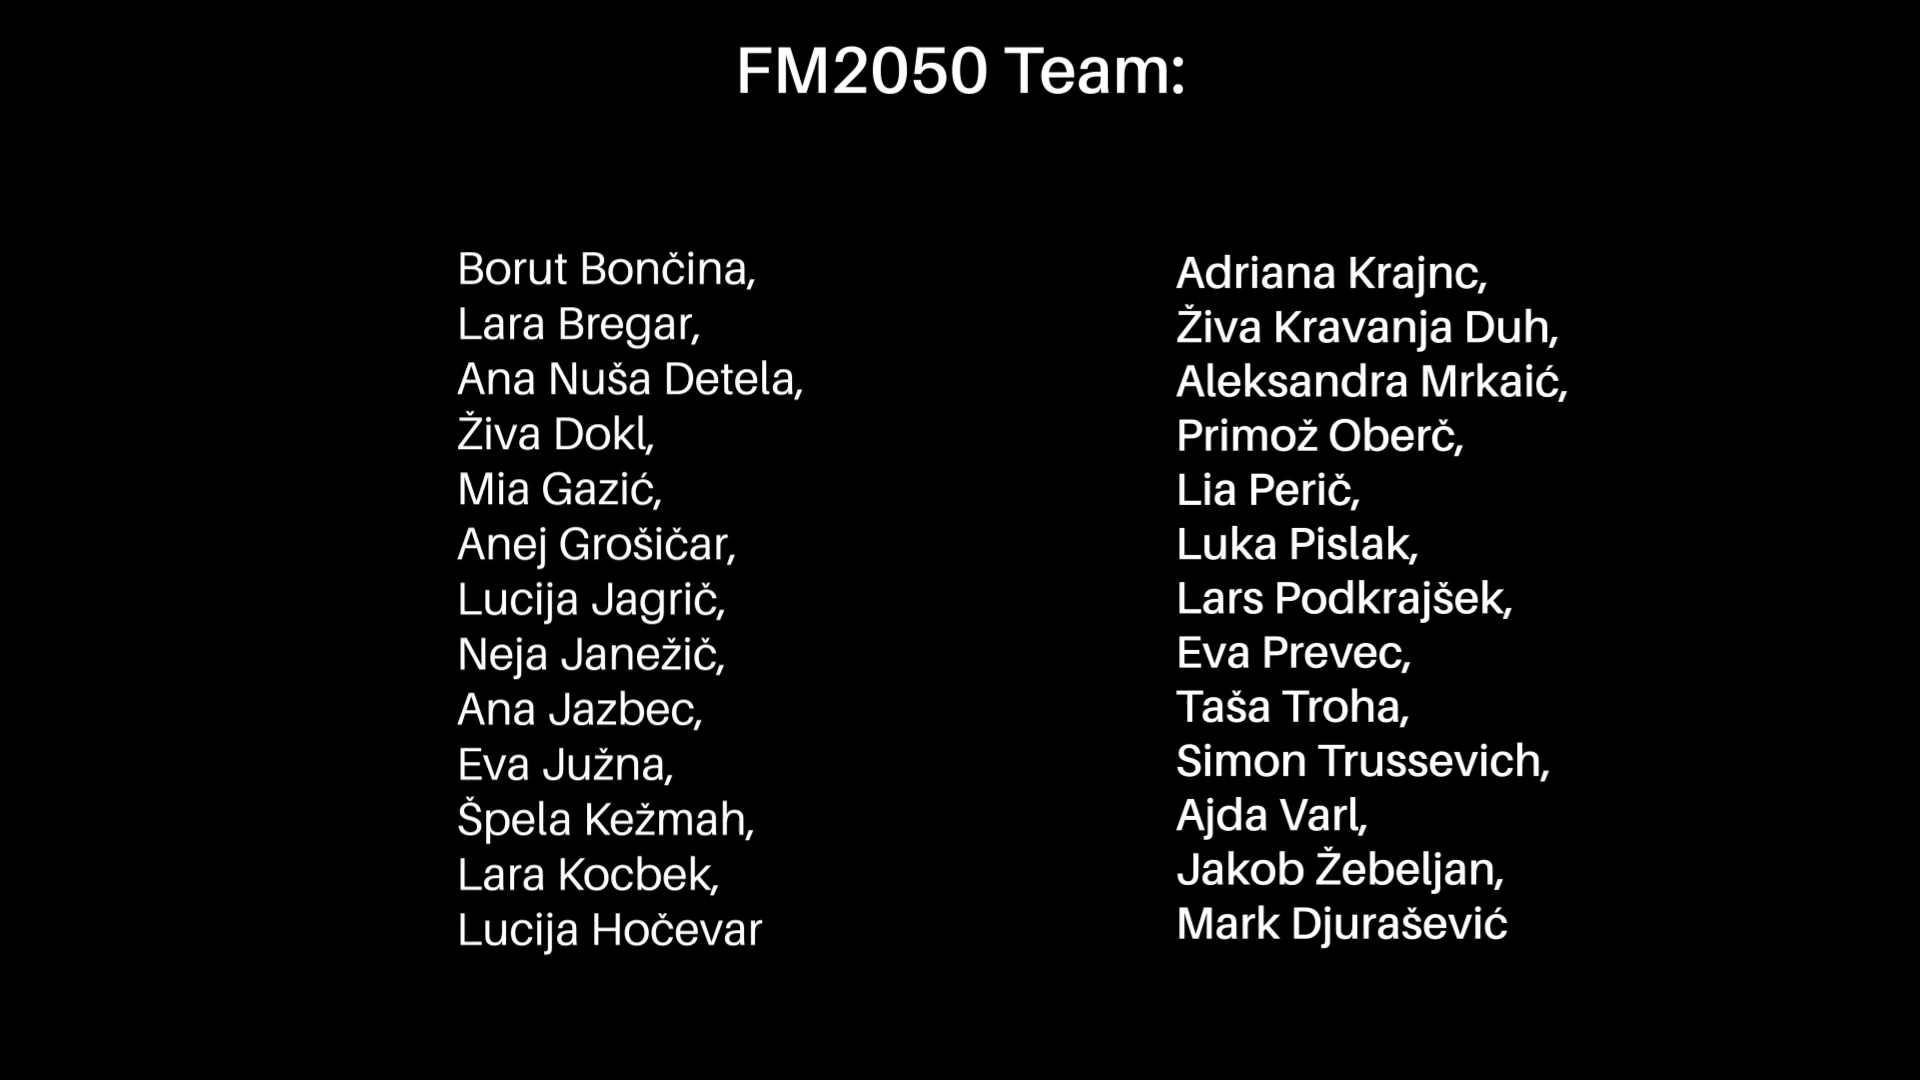 FM2050 Team:
Borut Bončina,
Lara Bregar,
Ana Nuša Detela,
Živa Dokl,
Mia Gazić,
Anej Grošičar,
Lucija Jagrič,
Neja Janežič,
Ana Jazbec,
Eva Južna,
Špela Kežmah,
Lara Kocbek,
Lucija Hočevar
Adriana Krajnc,
Živa Kravanja Duh,
Aleksandra Mrkaić,
Primož Oberč,
Lia Perič,
Luka Pislak,
Lars Podkrajšek,
Eva Prevec,
Taša Troha,
Simon Trussevich,
Ajda Varl,
Jakob Žebeljan,
Mark Djurašević